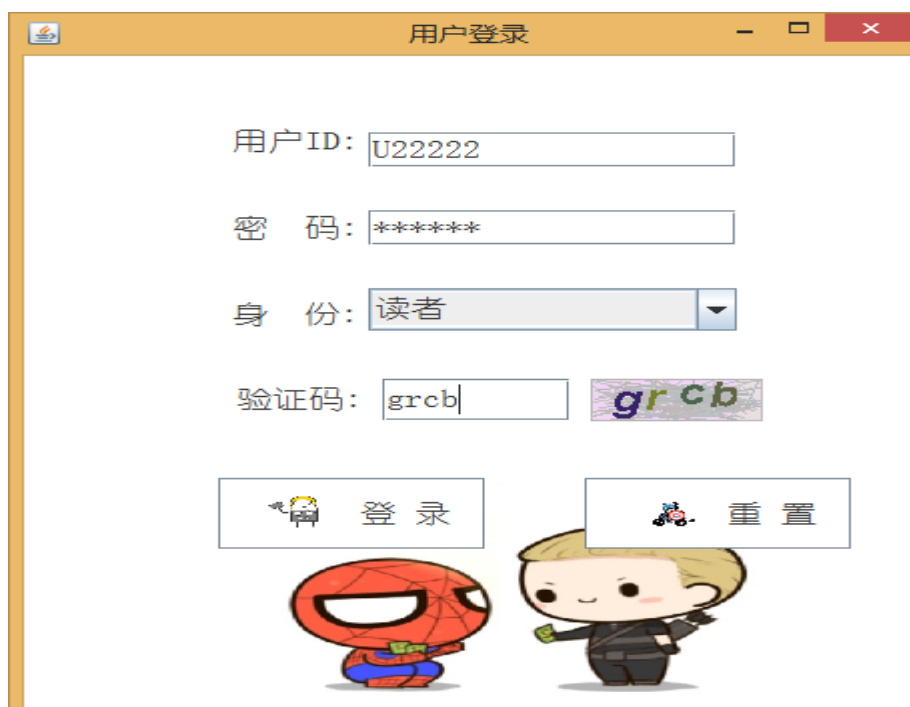 用户登录
用户ID: U22222
密 码: ******
身 份: 读者
验证码: grcb grcb
登 录 重 置